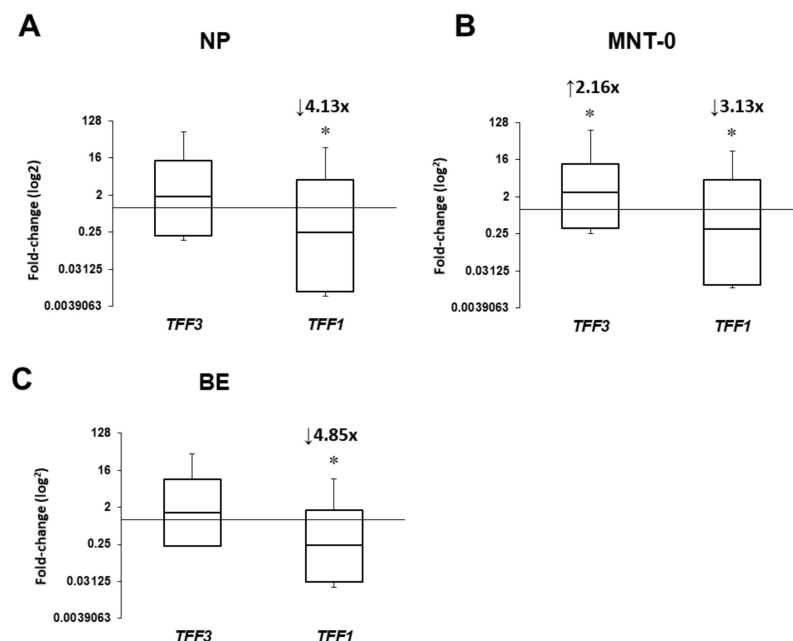 A
NP
↓4.13x
*
128
16
2
0.25
0.03125
0.0039063
Fold-change (log2)
TFF3 TFF1
B
MNT-0
↑2.16x ↓3.13x
* *
128
16
2
0.25
0.03125
0.0039063
Fold-change (log²)
TFF3 TFF1
C
BE
↓4.85x
*
128
16
2
0.25
0.03125
0.0039063
Fold-change (log²)
TFF3 TFF1